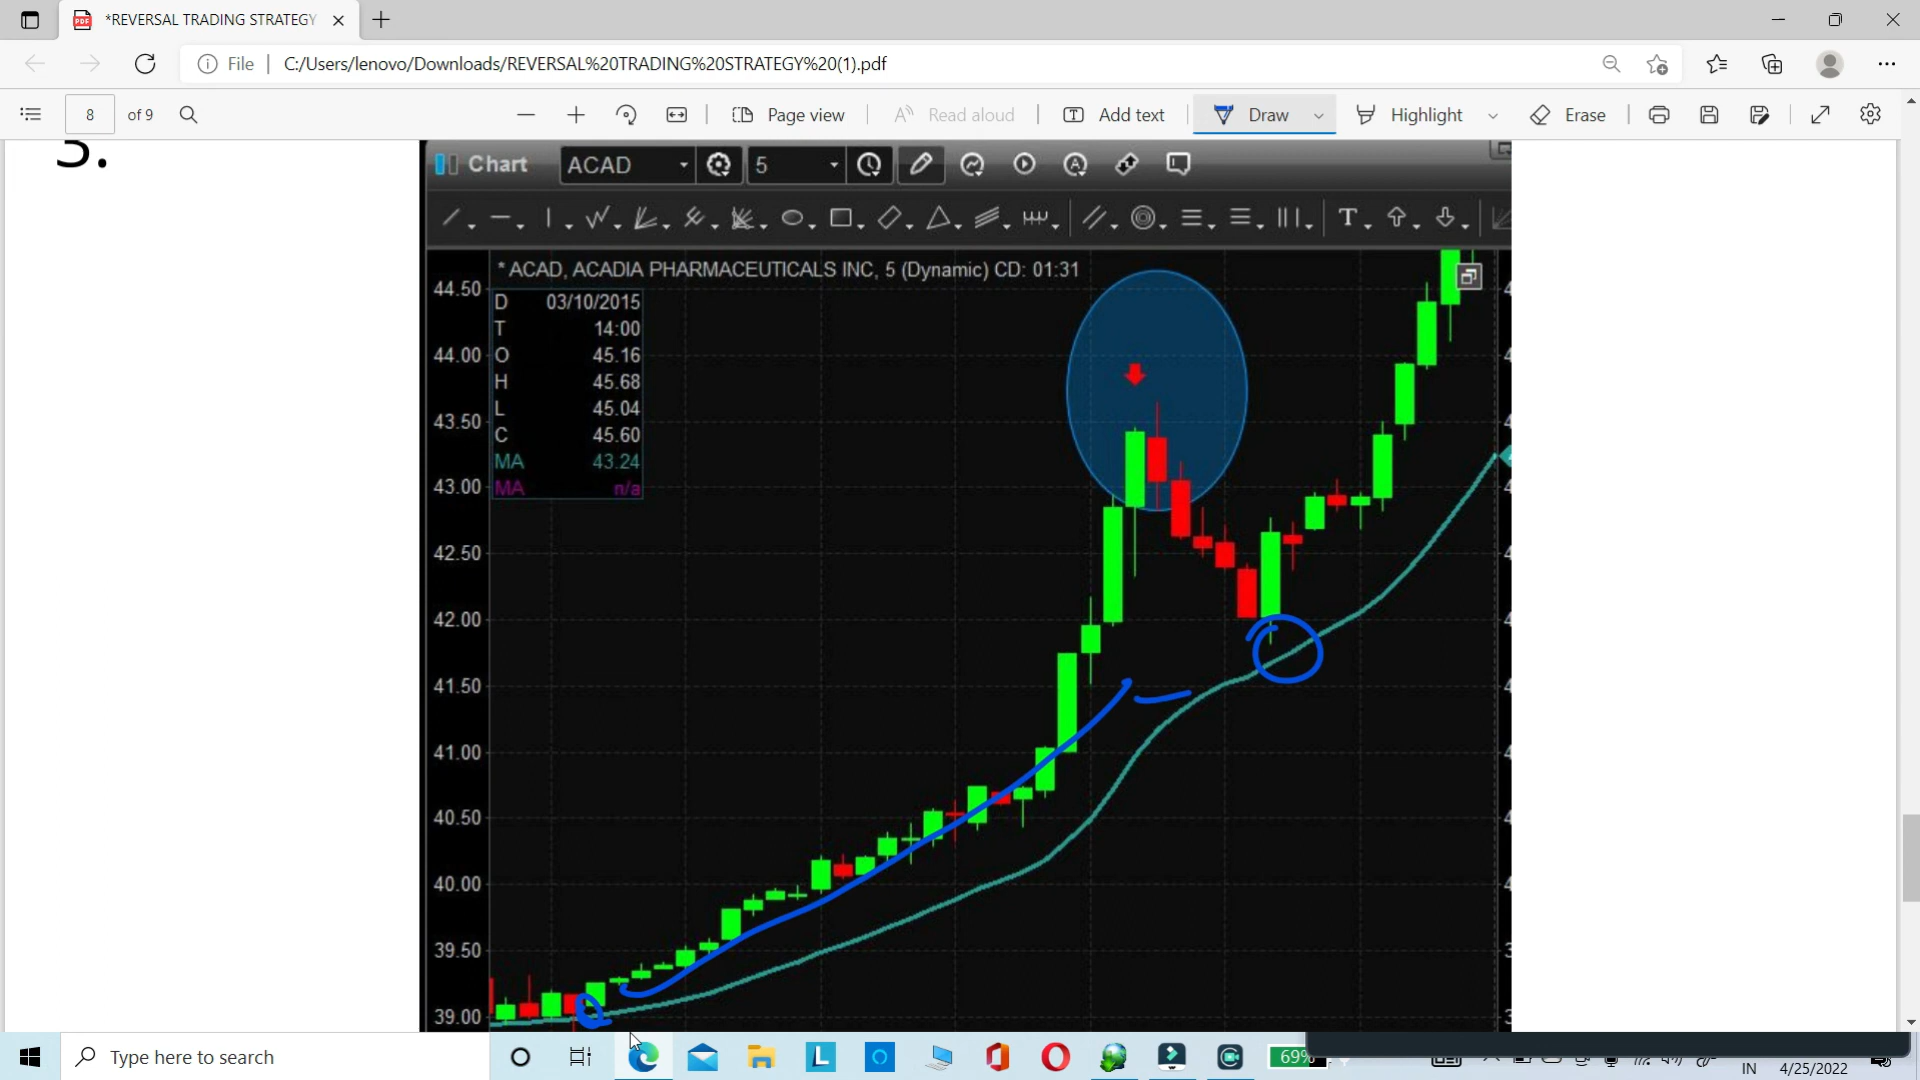 *REVERSAL TRADING STRATEGY
File
C:/Users/lenovo/Downloads/REVERSAL%20TRADING%20STRATEGY%20(1).pdf
8 of 9
Page view
Read aloud
Add text
Draw
Highlight
Erase
Chart ACAD 5
* ACAD, ACADIA PHARMACEUTICALS INC, 5 (Dynamic) CD: 01:31
D 03/10/2015
T 14:00
O 45.16
H 45.68
L 45.04
C 45.60
MA 43.24
MA n/a
44.50
44.00
43.50
43.00
42.50
42.00
41.50
41.00
40.50
40.00
39.50
39.00
Type here to search
69%
IN
4/25/2022